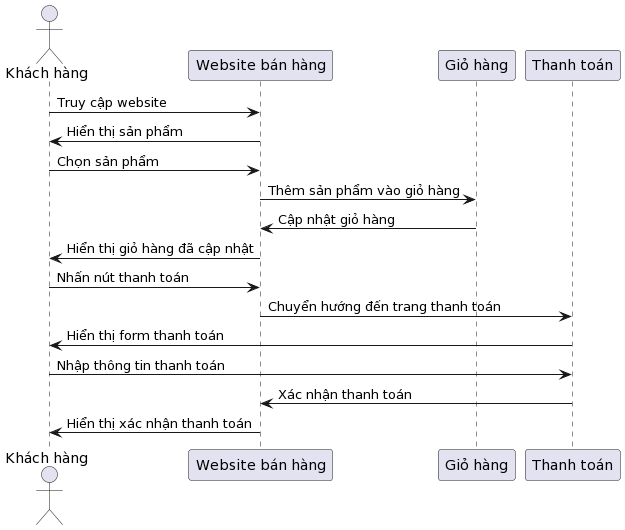 Khách hàng
Website bán hàng
Giỏ hàng
Thanh toán
Truy cập website
Hiển thị sản phẩm
Chọn sản phẩm
Thêm sản phẩm vào giỏ hàng
Cập nhật giỏ hàng
Hiển thị giỏ hàng đã cập nhật
Nhấn nút thanh toán
Chuyển hướng đến trang thanh toán
Hiển thị form thanh toán
Nhập thông tin thanh toán
Xác nhận thanh toán
Hiển thị xác nhận thanh toán
Khách hàng
Website bán hàng
Giỏ hàng
Thanh toán